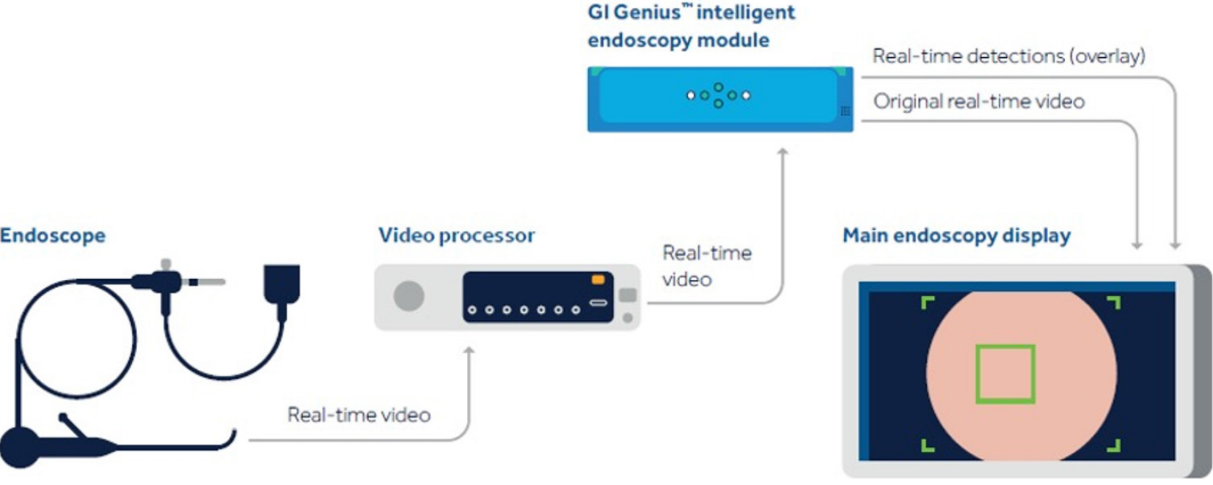 GI Genius™ intelligent
endoscopy module
Real-time detections (overlay)
Original real-time video
Endoscope
Video processor
Real-time
video
Main endoscopy display
Real-time video